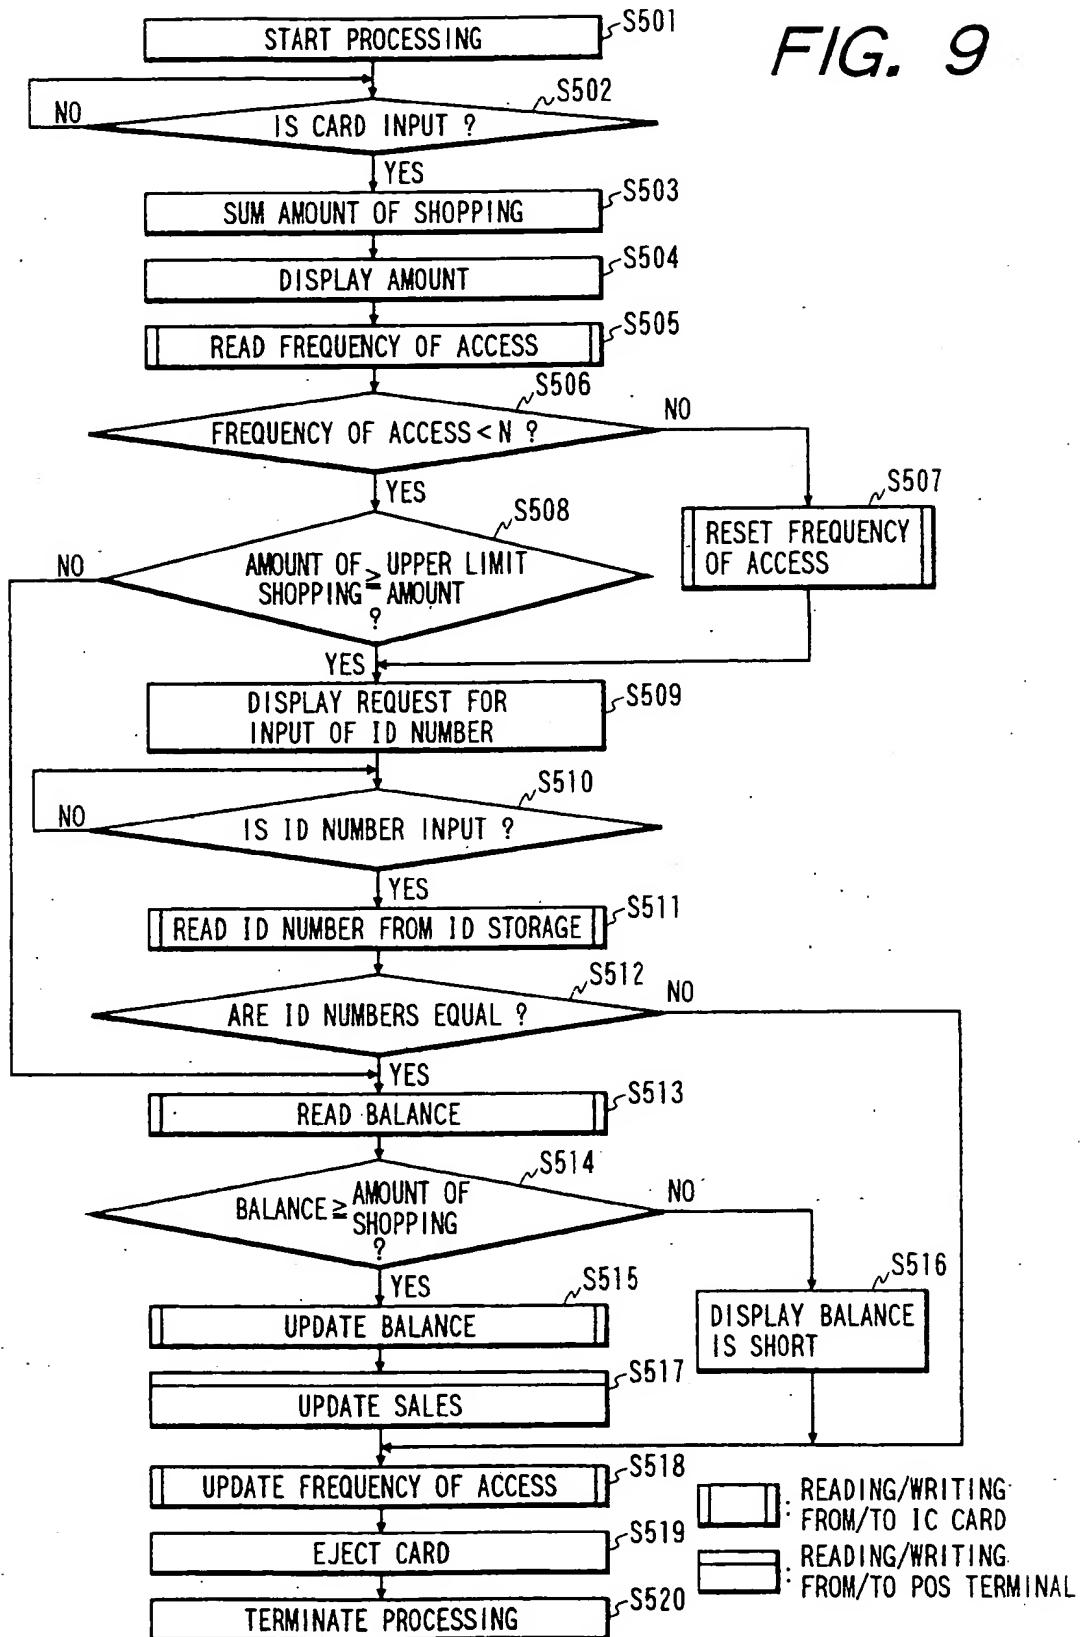 FIG. 9
START PROCESSING
S501
IS CARD INPUT ?
S502
NO
YES
SUM AMOUNT OF SHOPPING
S503
DISPLAY AMOUNT
S504
READ FREQUENCY OF ACCESS
S505
FREQUENCY OF ACCESS < N ?
S506
NO
YES
RESET FREQUENCY
OF ACCESS
S507
AMOUNT OF ≧ UPPER LIMIT
SHOPPING AMOUNT
?
S508
NO
YES
DISPLAY REQUEST FOR
INPUT OF ID NUMBER
S509
IS ID NUMBER INPUT ?
S510
NO
YES
READ ID NUMBER FROM ID STORAGE
S511
ARE ID NUMBERS EQUAL ?
S512
NO
YES
READ BALANCE
S513
BALANCE ≧ AMOUNT OF
SHOPPING
?
S514
NO
YES
UPDATE BALANCE
S515
DISPLAY BALANCE
IS SHORT
S516
UPDATE SALES
S517
UPDATE FREQUENCY OF ACCESS
S518
EJECT CARD
S519
TERMINATE PROCESSING
S520
: READING/WRITING
FROM/TO IC CARD
: READING/WRITING
FROM/TO POS TERMINAL